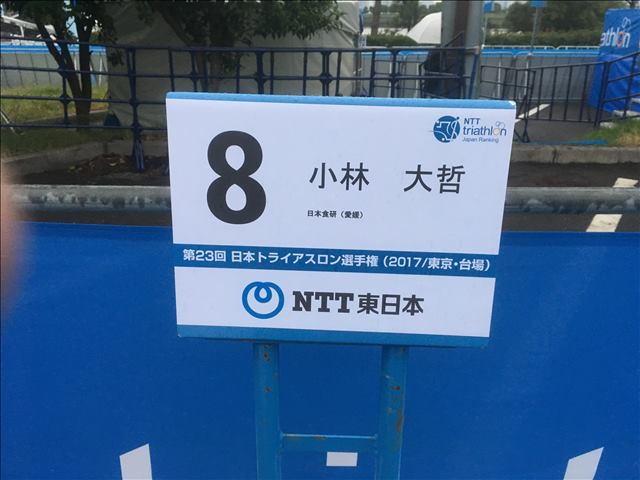 NTT
triathlon
Japan Ranking
8
小林 大哲
日本食研（愛媛）
第23回 日本トライアスロン選手権（2017/東京・台場）
NTT東日本